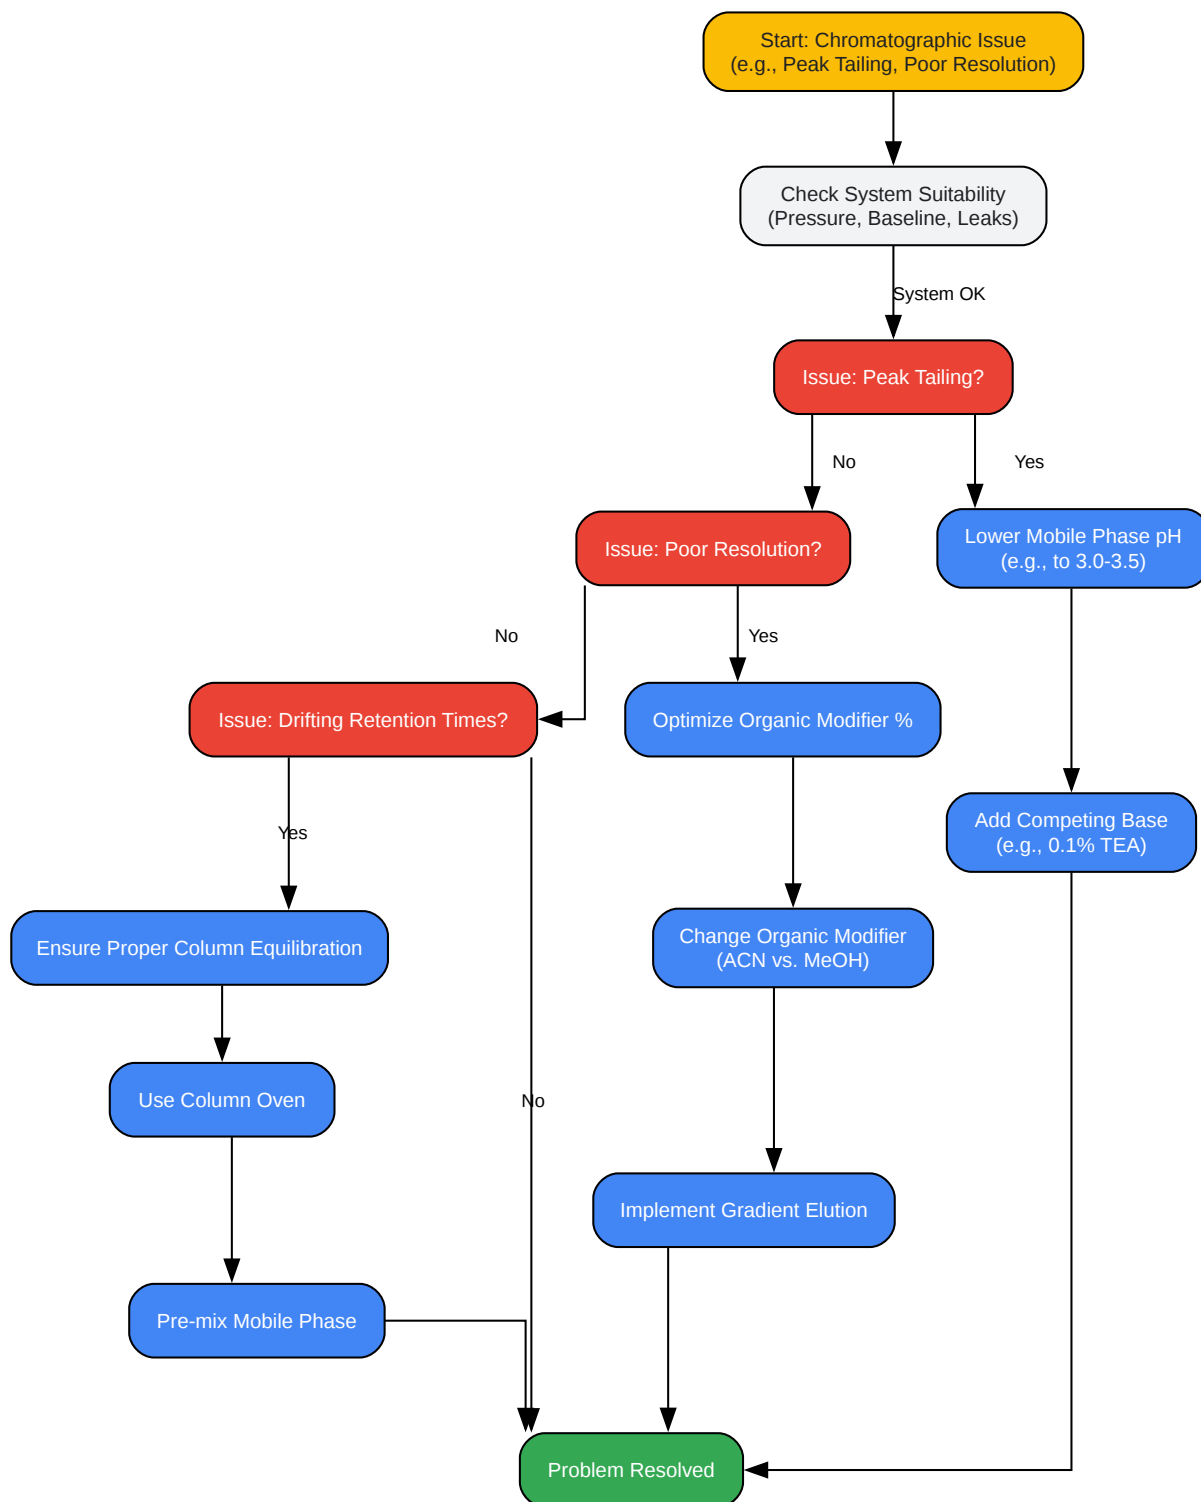 Start: Chromatographic Issue
(e.g., Peak Tailing, Poor Resolution)
Check System Suitability
(Pressure, Baseline, Leaks)
System OK
Issue: Peak Tailing?
No
Yes
Issue: Poor Resolution?
Lower Mobile Phase pH
(e.g., to 3.0-3.5)
No
Yes
Issue: Drifting Retention Times?
Optimize Organic Modifier %
Add Competing Base
(e.g., 0.1% TEA)
Yes
Ensure Proper Column Equilibration
Change Organic Modifier
(ACN vs. MeOH)
Use Column Oven
No
Implement Gradient Elution
Pre-mix Mobile Phase
Problem Resolved